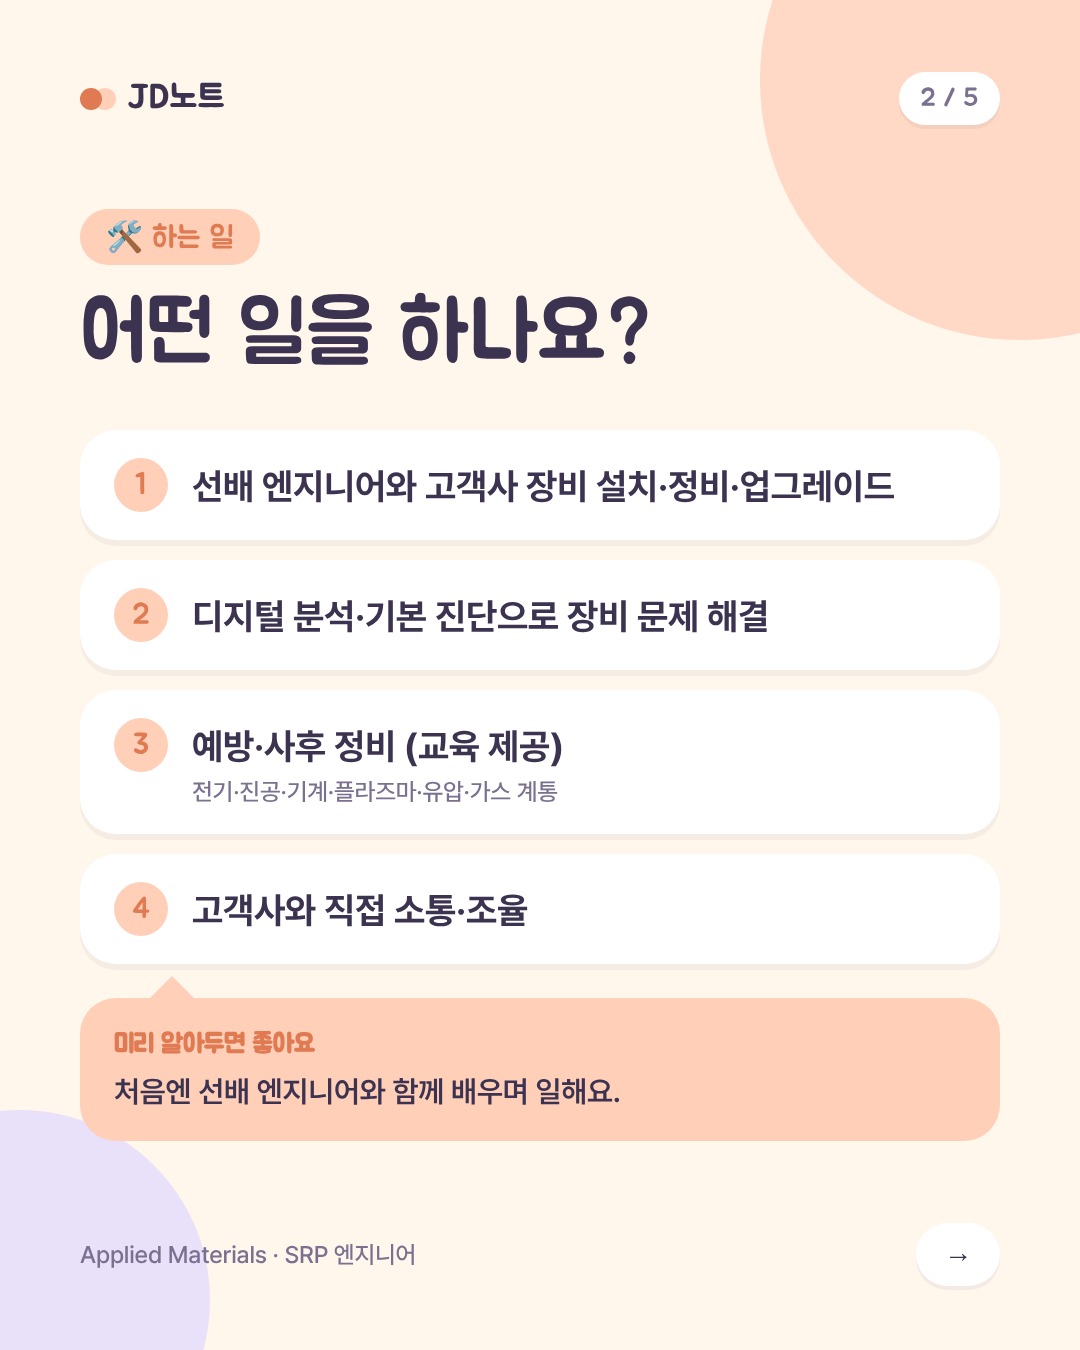 JD노트
2 / 5
🛠️ 하는 일
어떤 일을 하나요?
1 선배 엔지니어와 고객사 장비 설치·정비·업그레이드
2 디지털 분석·기본 진단으로 장비 문제 해결
3 예방·사후 정비 (교육 제공)
전기·진공·기계·플라즈마·유압·가스 계통
4 고객사와 직접 소통·조율
미리 알아두면 좋아요
처음엔 선배 엔지니어와 함께 배우며 일해요.
Applied Materials · SRP 엔지니어
→